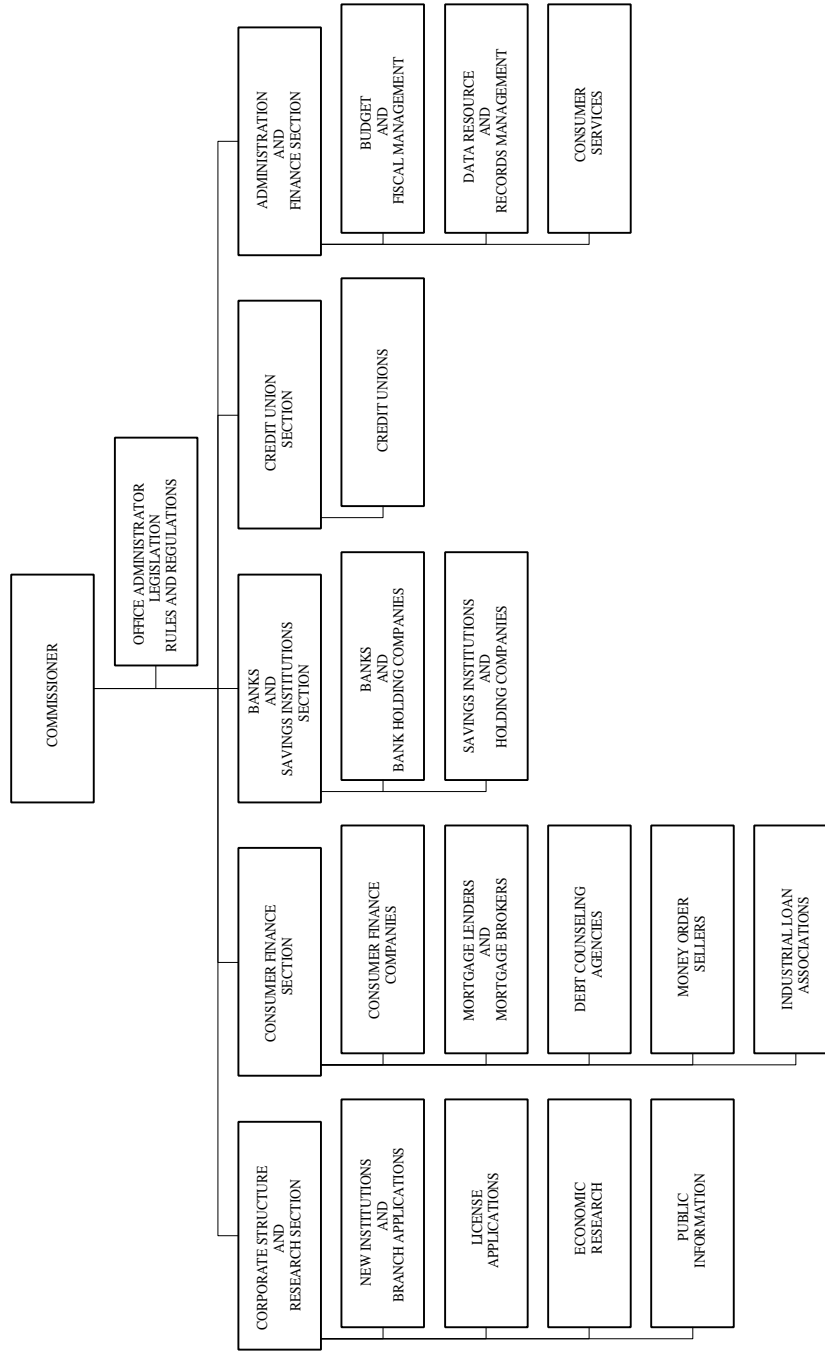 COMMISSIONER
OFFICE ADMINISTRATOR
LEGISLATION
RULES AND REGULATIONS
CORPORATE STRUCTURE
AND
RESEARCH SECTION
NEW INSTITUTIONS
AND
BRANCH APPLICATIONS
LICENSE
APPLICATIONS
ECONOMIC
RESEARCH
PUBLIC
INFORMATION
CONSUMER FINANCE
SECTION
CONSUMER FINANCE
COMPANIES
MORTGAGE LENDERS
AND
MORTGAGE BROKERS
DEBT COUNSELING
AGENCIES
MONEY ORDER
SELLERS
INDUSTRIAL LOAN
ASSOCIATIONS
BANKS
AND
SAVINGS INSTITUTIONS
SECTION
BANKS
AND
BANK HOLDING COMPANIES
SAVINGS INSTITUTIONS
AND
HOLDING COMPANIES
CREDIT UNION
SECTION
CREDIT UNIONS
ADMINISTRATION
AND
FINANCE SECTION
BUDGET
AND
FISCAL MANAGEMENT
DATA RESOURCE
AND
RECORDS MANAGEMENT
CONSUMER
SERVICES